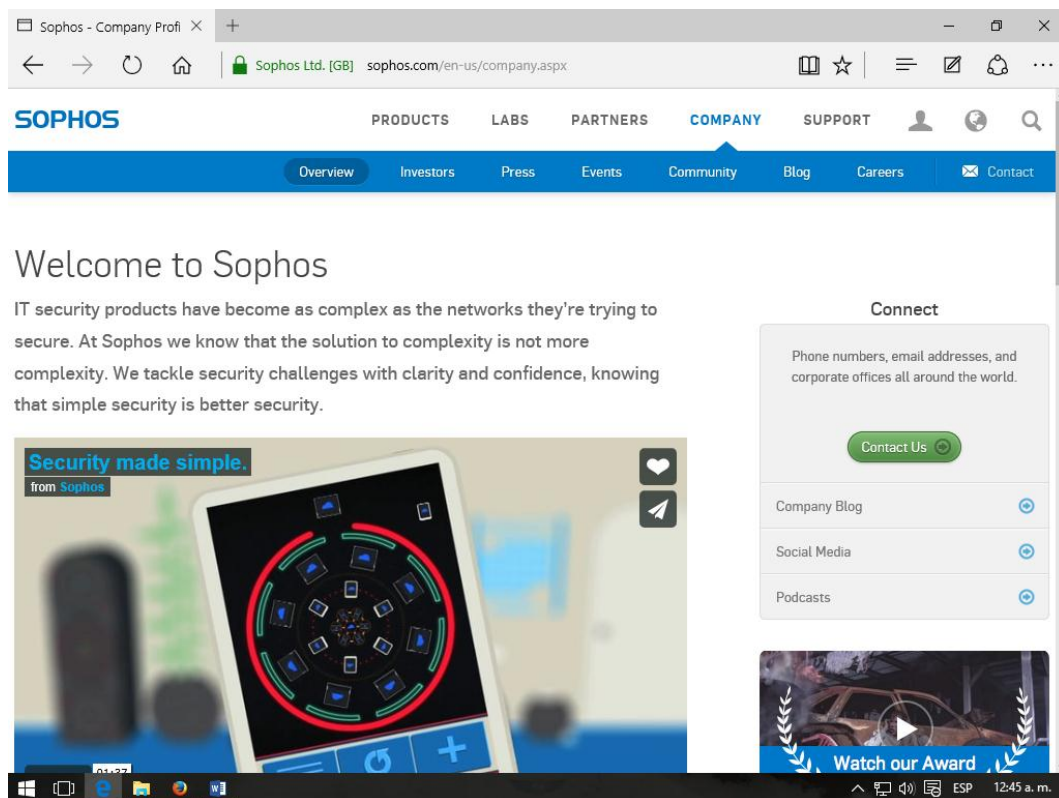 Sophos - Company Profi
Sophos Ltd. [GB] sophos.com/en-us/company.aspx
SOPHOS
PRODUCTS LABS PARTNERS COMPANY SUPPORT
Overview Investors Press Events Community Blog Careers Contact
Welcome to Sophos
IT security products have become as complex as the networks they're trying to
secure. At Sophos we know that the solution to complexity is not more
complexity. We tackle security challenges with clarity and confidence, knowing
that simple security is better security.
Security made simple.
from Sophos
01:37
Connect
Phone numbers, email addresses, and
corporate offices all around the world.
Contact Us
Company Blog
Social Media
Podcasts
Watch our Award
ESP 12:45 a. m.